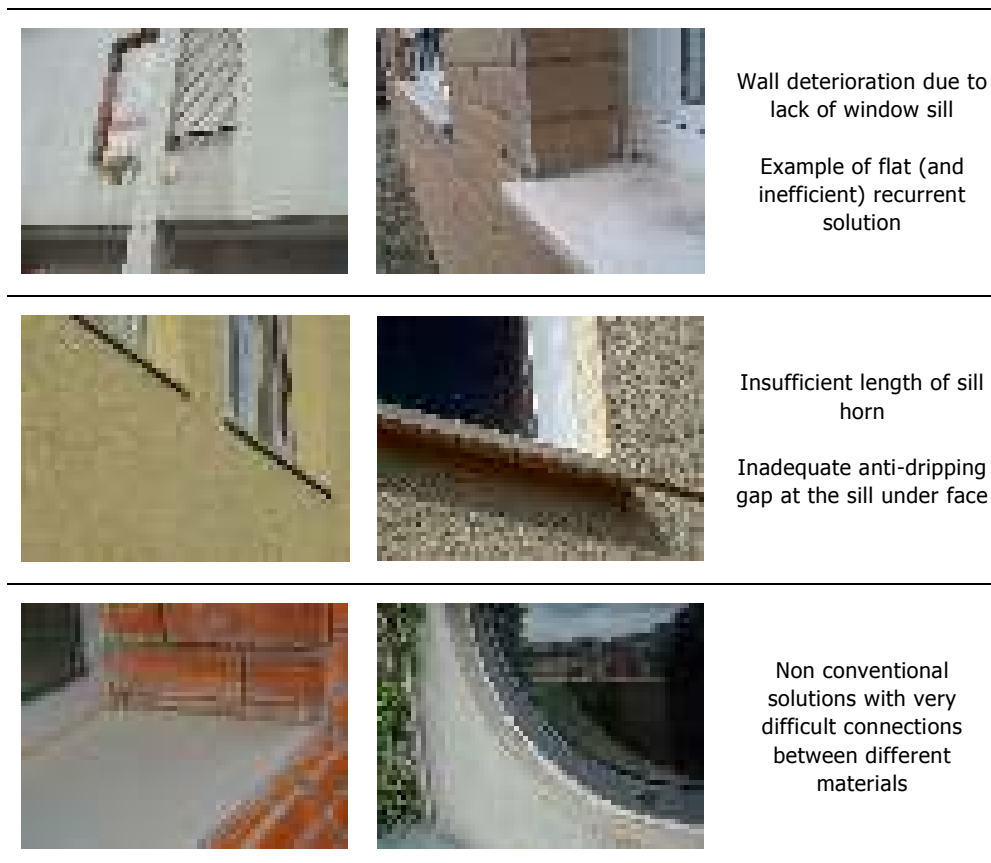 Wall deterioration due to
lack of window sill
Example of flat (and
inefficient) recurrent
solution
Insufficient length of sill
horn
Inadequate anti-dripping
gap at the sill under face
Non conventional
solutions with very
difficult connections
between different
materials